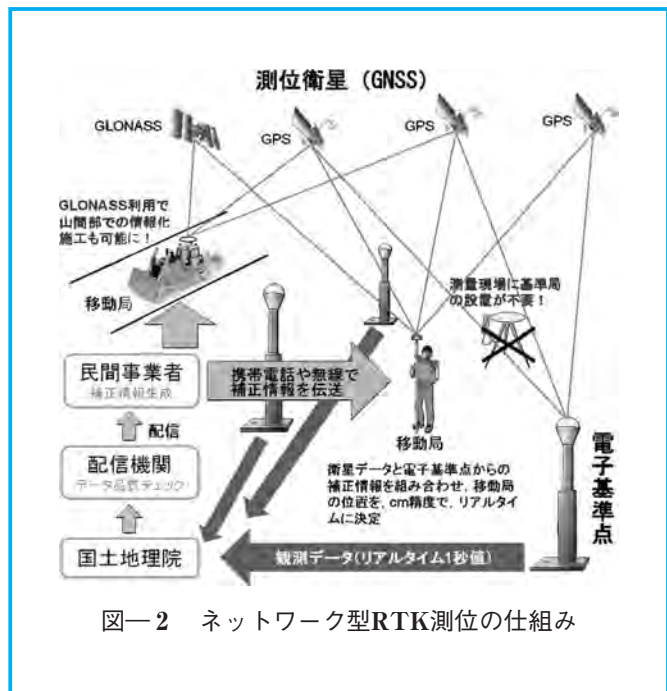 測位衛星（GNSS）
GLONASS
GPS
GPS
GPS
GLONASS利用で
山間部での情報化
施工も可能に！
移動局
測量現場に基準局
の設置が不要！
民間事業者
補正情報生成
携帯電話や無線で
補正情報を伝送
配信
配信機関
データ品質チェック
移動局
衛星データと電子基準点からの
補正情報を組み合わせ，移動局
の位置を，cm精度で，リアルタイ
ムに決定
電子基準点
国土地理院
観測データ(リアルタイム1秒値)
図―2　ネットワーク型RTK測位の仕組み